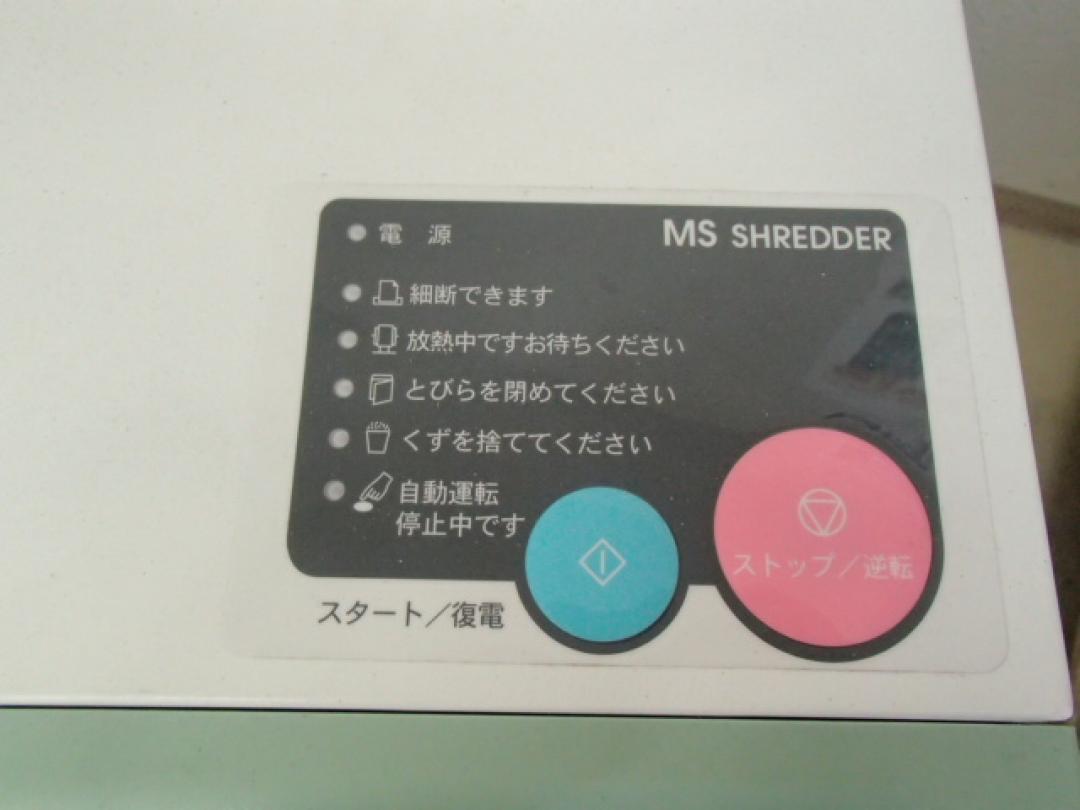 電 源
MS SHREDDER
細断できます
放熱中ですお待ちください
とびらを閉めてください
くずを捨ててください
自動運転
停止中です
ストップ／逆転
スタート／復電